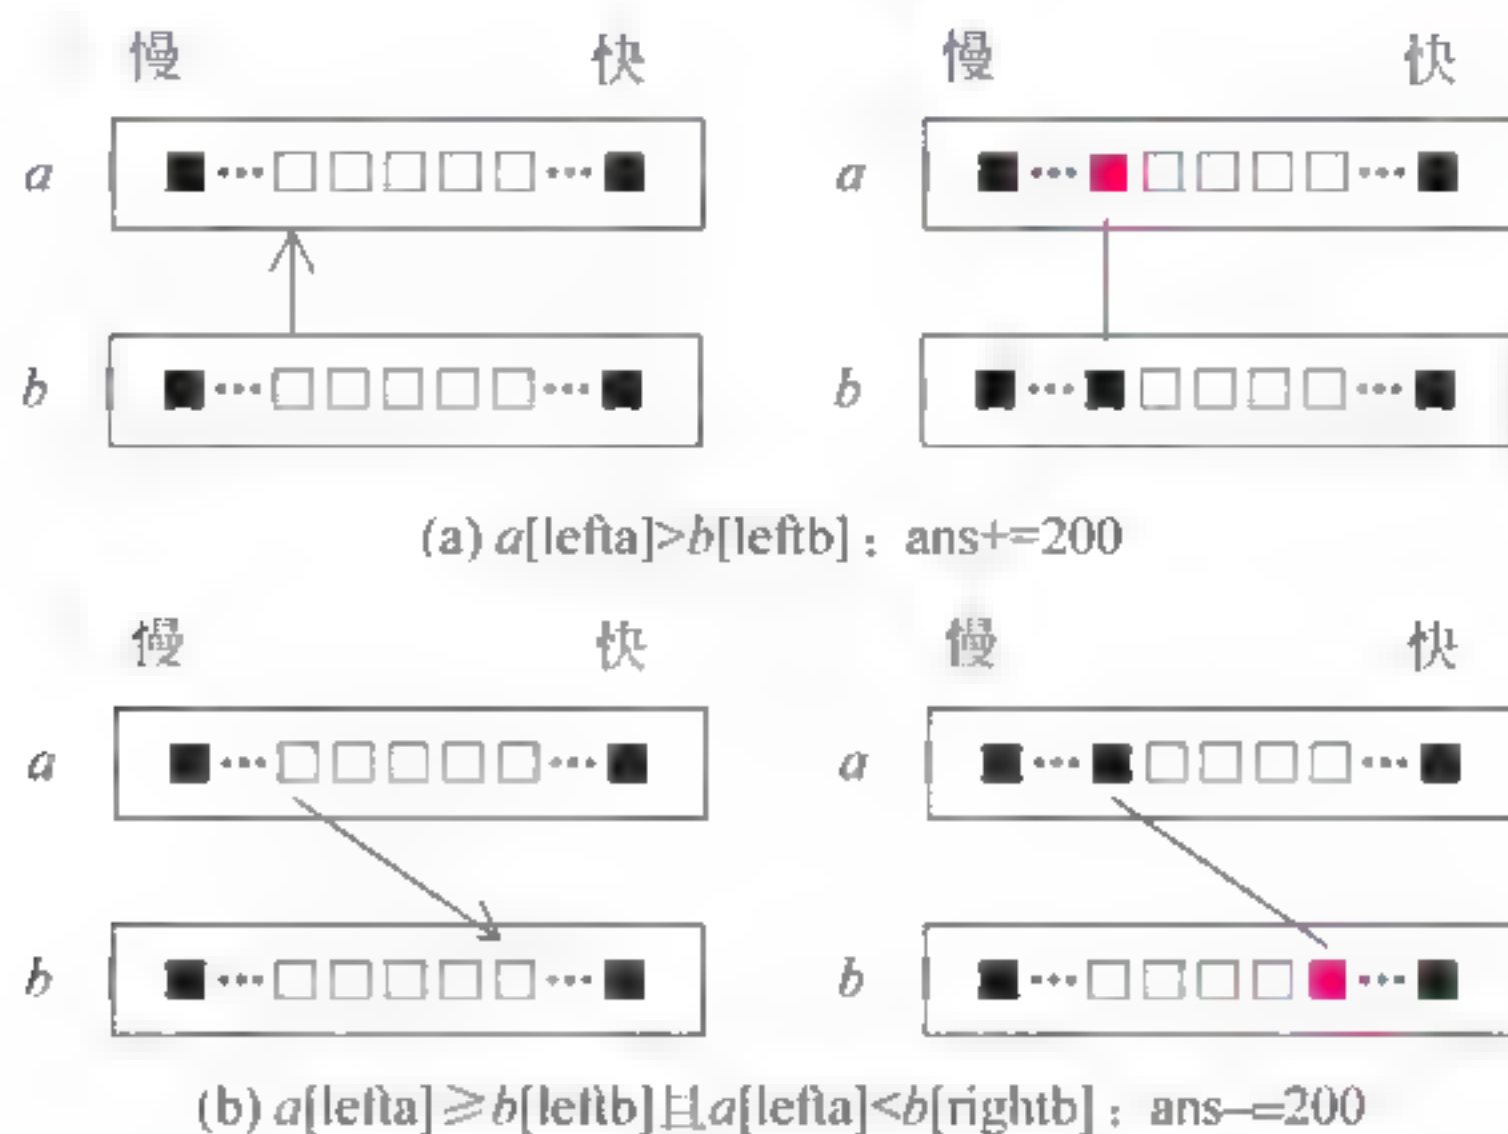 慢 快 慢 快
a a
b b
(a) a[lefta]>b[leftb]：ans+=200
慢 快 慢 快
a a
b b
(b) a[lefta]≥b[leftb]且a[lefta]<b[rightb]：ans−=200